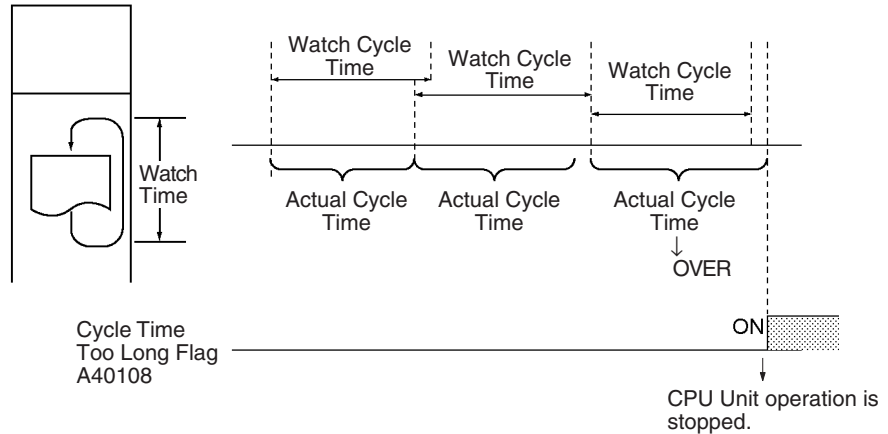 Watch Cycle
Time
Watch Cycle
Time
Watch Cycle
Time
Watch
Time
Actual Cycle
Time
Actual Cycle
Time
Actual Cycle
Time
OVER
Cycle Time
Too Long Flag
A40108
ON
CPU Unit operation is
stopped.